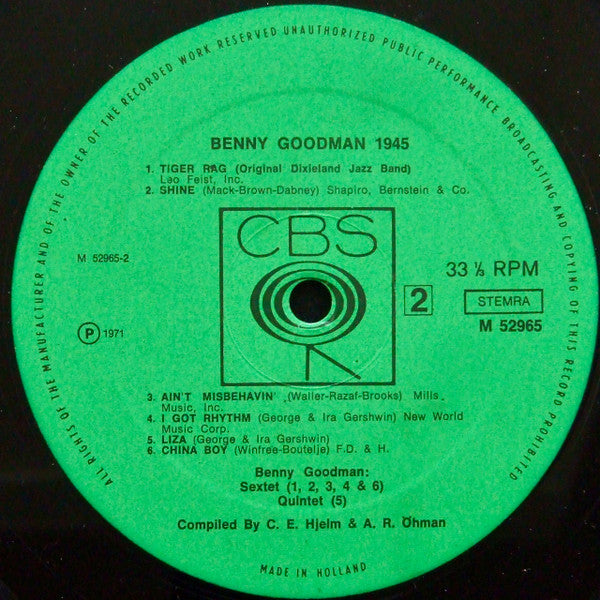 ALL RIGHTS OF THE MANUFACTURER AND OF THE OWNER OF THE RECORDED WORK RESERVED UNAUTHORIZED PUBLIC PERFORMANCE BROADCASTING AND COPYING OF THIS RECORD PROHIBITED
BENNY GOODMAN 1945
1. TIGER RAG (Original Dixieland Jazz Band)
Leo Feist, Inc.
2. SHINE (Mack-Brown-Dabney) Shapiro, Bernstein & Co.
CBS
M 52965-2
33 ⅓ RPM
2
STEMRA
M 52965
Ⓟ 1971
3. AIN'T MISBEHAVIN' (Waller-Razaf-Brooks) Mills
Music, Inc.
4. I GOT RHYTHM (George & Ira Gershwin) New World
Music Corp.
5. LIZA (George & Ira Gershwin)
6. CHINA BOY (Winfree-Boutelje) F.D. & H.
Benny Goodman:
Sextet (1, 2, 3, 4 & 6)
Quintet (5)
Compiled By C. E. Hjelm & A. R. Öhman
MADE IN HOLLAND